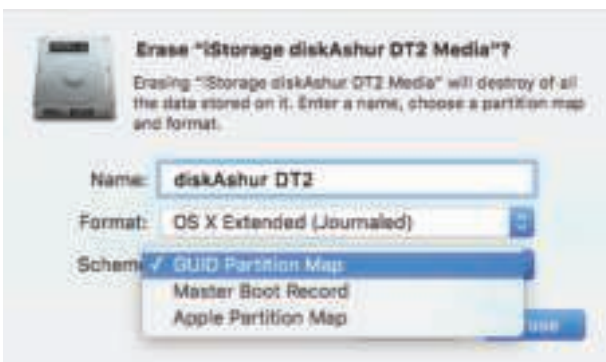 Erase "iStorage diskAshur DT2 Media"?
Erasing "iStorage diskAshur DT2 Media" will destroy of all
the data stored on it. Enter a name, choose a partition map
and format.
Name: diskAshur DT2
Format: OS X Extended (Journaled)
Scheme ✓ GUID Partition Map
Master Boot Record
Apple Partition Map